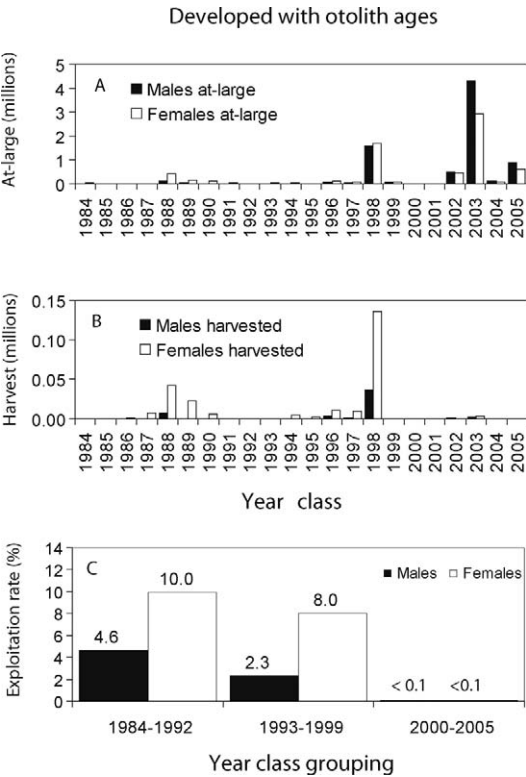 Developed with otolith ages
At-large (millions)
5
4
3
2
1
0
A
Males at-large
Females at-large
1984 1985 1986 1987 1988 1989 1990 1991 1992 1993 1994 1995 1996 1997 1998 1999 2000 2001 2002 2003 2004 2005
Harvest (millions)
0.15
0.10
0.05
0.00
B
Males harvested
Females harvested
1984 1985 1986 1987 1988 1989 1990 1991 1992 1993 1994 1995 1996 1997 1998 1999 2000 2001 2002 2003 2004 2005
Year class
Exploitation rate (%)
14
12
10
8
6
4
2
0
C
Males Females
4.6 10.0 2.3 8.0 < 0.1 <0.1
1984-1992 1993-1999 2000-2005
Year class grouping